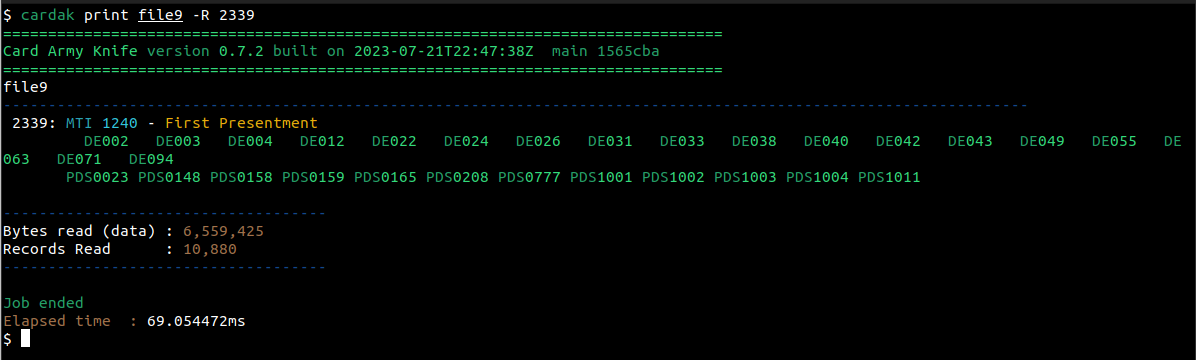 $ cardak print file9 -R 2339
================================================================================
Card Army Knife version 0.7.2 built on 2023-07-21T22:47:38Z  main 1565cba
================================================================================
file9
------------------------------------------------------------------------------------------------------------------
 2339: MTI 1240 - First Presentment
         DE002   DE003   DE004   DE012   DE022   DE024   DE026   DE031   DE033   DE038   DE040   DE042   DE043   DE049   DE055   DE
063   DE071   DE094
       PDS0023 PDS0148 PDS0158 PDS0159 PDS0165 PDS0208 PDS0777 PDS1001 PDS1002 PDS1003 PDS1004 PDS1011
------------------------------------
Bytes read (data) : 6,559,425
Records Read      : 10,880
------------------------------------
Job ended
Elapsed time  : 69.054472ms
$